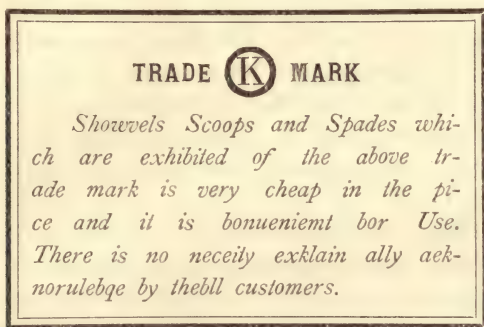 TRADE K MARK
Showvels Scoops and Spades whi-
ch are exhibited of the above tr-
ade mark is very cheap in the pi-
ce and it is bonueniemt bor Use.
There is no neceily exklain ally aek-
norulebqe by thebll customers.